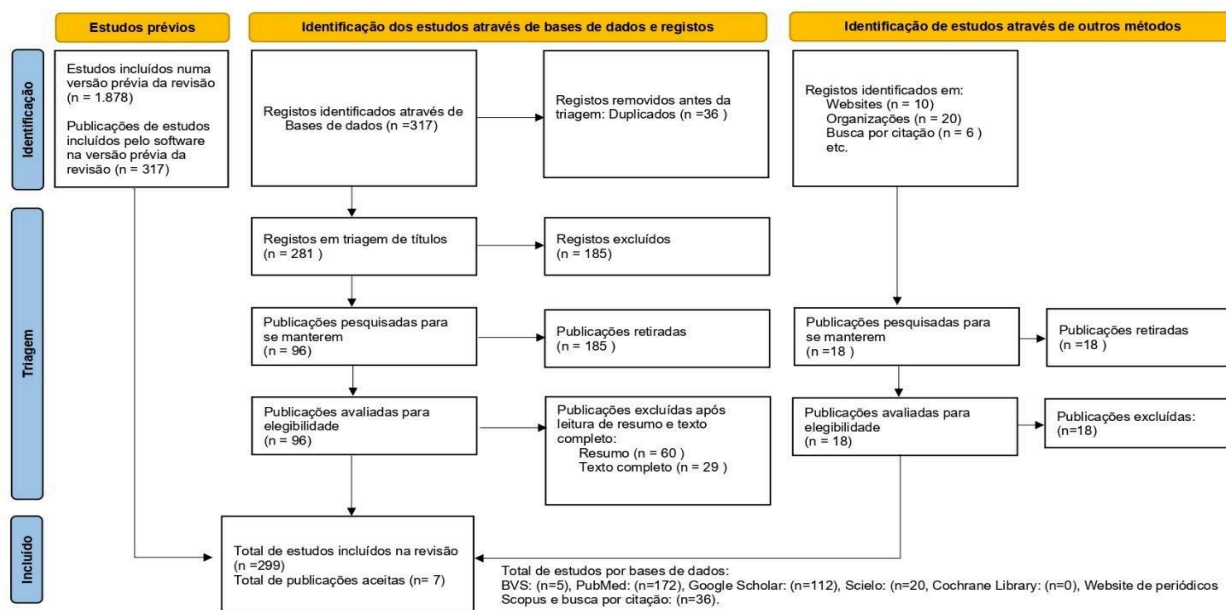 Estudos prévios
Identificação dos estudos através de bases de dados e registos
Identificação de estudos através de outros métodos
Identificação
Estudos incluídos numa
versão prévia da revisão
(n = 1.878)
Publicações de estudos
incluídos pelo software
na versão prévia da
revisão (n = 317)
Registos identificados através de
Bases de dados (n =317)
Registos removidos antes da
triagem: Duplicados (n =36 )
Registos identificados em:
Websites (n = 10)
Organizações (n = 20)
Busca por citação (n = 6 )
etc.
Triagem
Registos em triagem de títulos
(n = 281 )
Registos excluídos
(n = 185)
Publicações pesquisadas para
se manterem
(n = 96)
Publicações retiradas
(n = 185)
Publicações pesquisadas para
se manterem
(n =18 )
Publicações retiradas
(n =18 )
Publicações avaliadas para
elegibilidade
(n = 96)
Publicações excluídas após
leitura de resumo e texto
completo:
Resumo (n = 60 )
Texto completo (n = 29 )
Publicações avaliadas para
elegibilidade
(n = 18)
Publicações excluídas:
(n=18)
Incluído
Total de estudos incluídos na revisão
(n =299)
Total de publicações aceitas (n= 7)
Total de estudos por bases de dados:
BVS: (n=5), PubMed: (n=172), Google Scholar: (n=112), Scielo: (n=20, Cochrane Library: (n=0), Website de periódicos
Scopus e busca por citação: (n=36).